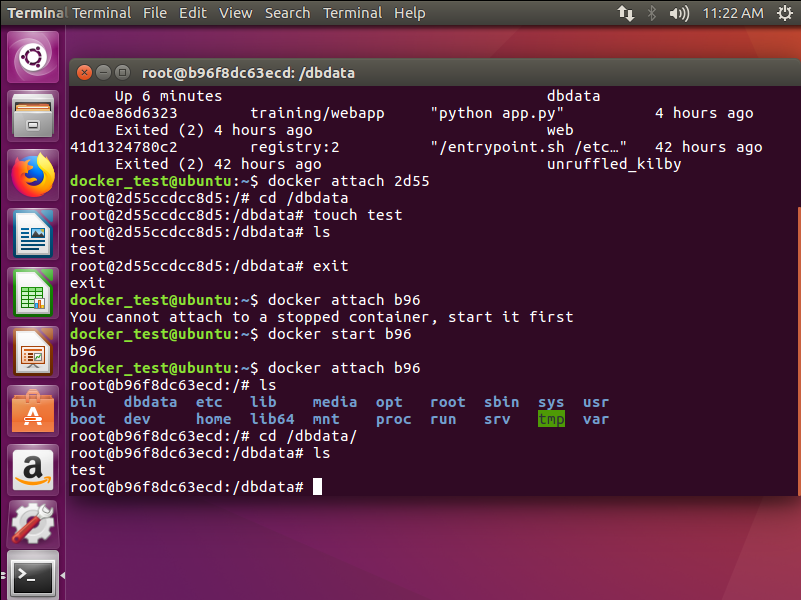 Terminal Terminal File Edit View Search Terminal Help 11:22 AM
root@b96f8dc63ecd: /dbdata
Up 6 minutes dbdata
dc0ae86d6323 training/webapp "python app.py" 4 hours ago
Exited (2) 4 hours ago web
41d1324780c2 registry:2 "/entrypoint.sh /etc…" 42 hours ago
Exited (2) 42 hours ago unruffled_kilby
docker_test@ubuntu:~$ docker attach 2d55
root@2d55ccdcc8d5:/# cd /dbdata
root@2d55ccdcc8d5:/dbdata# touch test
root@2d55ccdcc8d5:/dbdata# ls
test
root@2d55ccdcc8d5:/dbdata# exit
exit
docker_test@ubuntu:~$ docker attach b96
You cannot attach to a stopped container, start it first
docker_test@ubuntu:~$ docker start b96
b96
docker_test@ubuntu:~$ docker attach b96
root@b96f8dc63ecd:/# ls
bin dbdata etc lib media opt root sbin sys usr
boot dev home lib64 mnt proc run srv tmp var
root@b96f8dc63ecd:/# cd /dbdata/
root@b96f8dc63ecd:/dbdata# ls
test
root@b96f8dc63ecd:/dbdata#